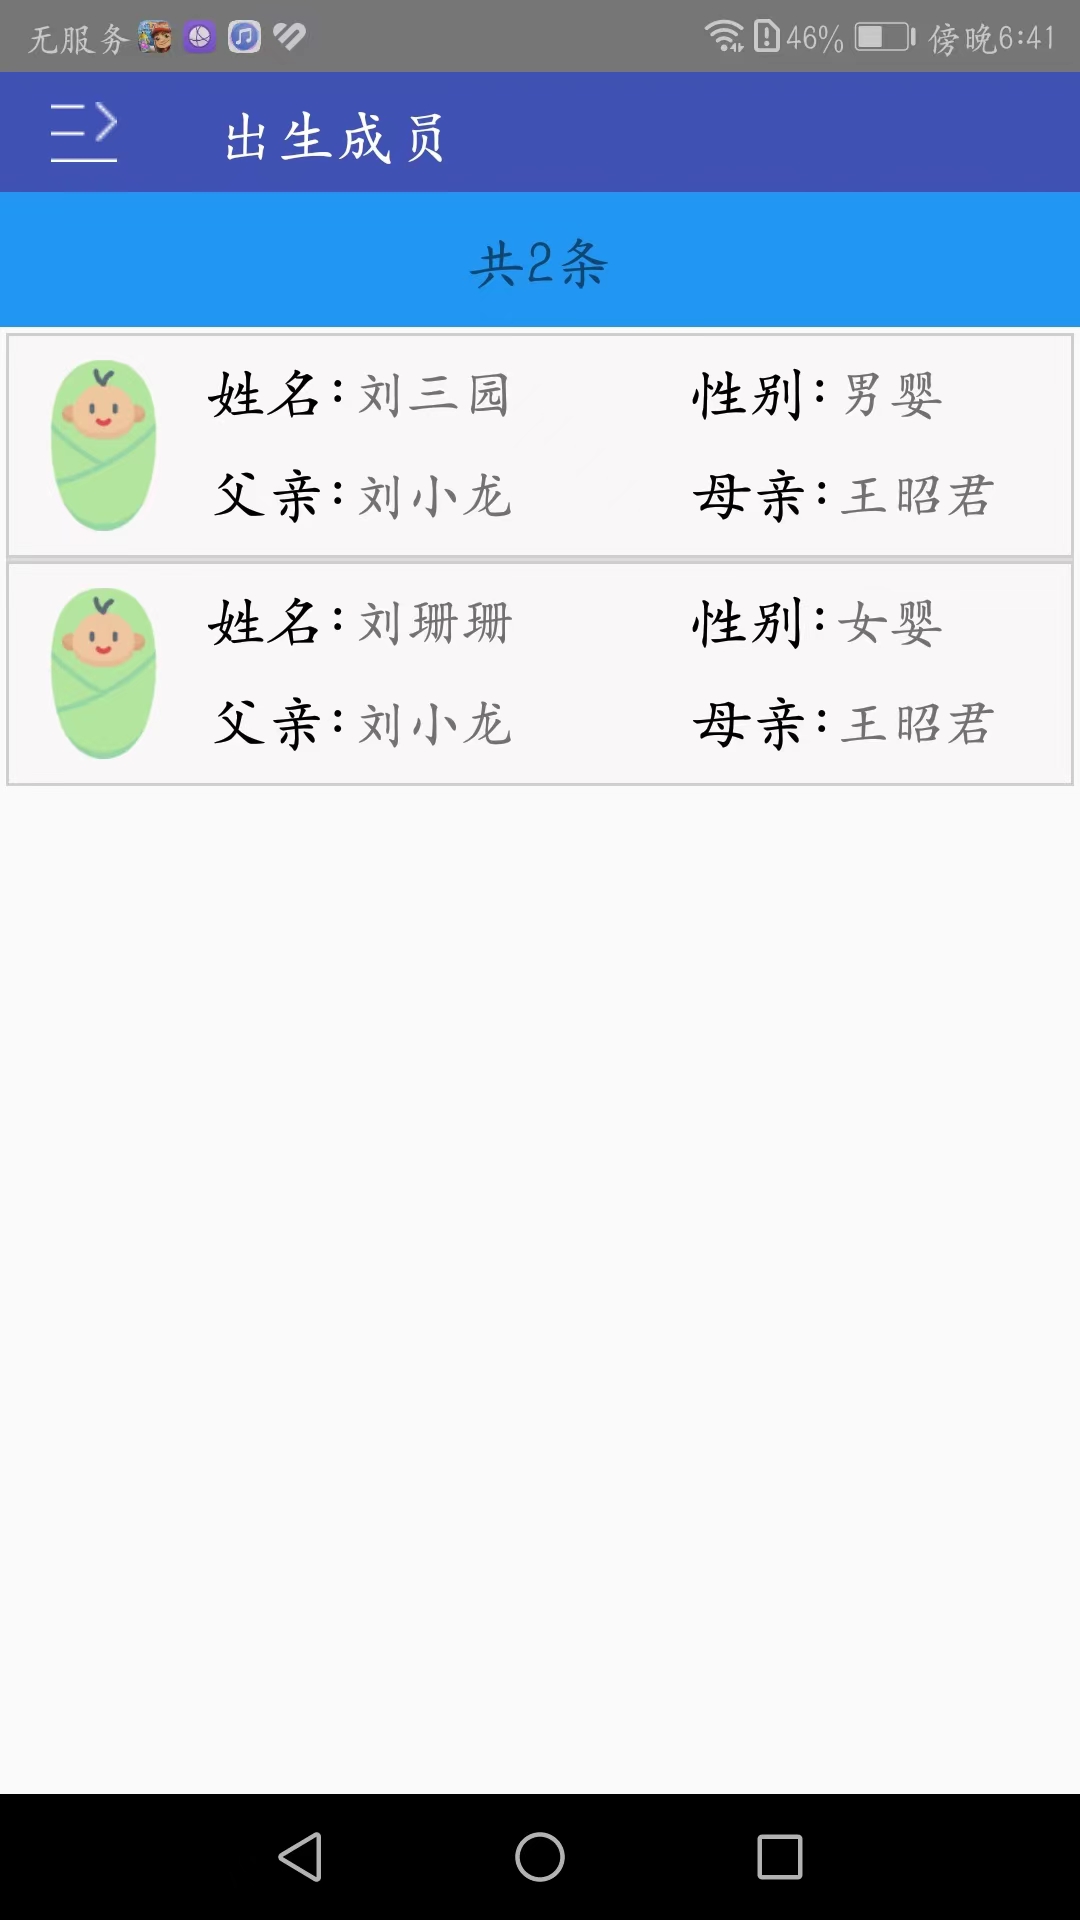 无服务 46% 傍晚6:41
出生成员
共2条
姓名:刘三园 性别:男婴
父亲:刘小龙 母亲:王昭君
姓名:刘珊珊 性别:女婴
父亲:刘小龙 母亲:王昭君